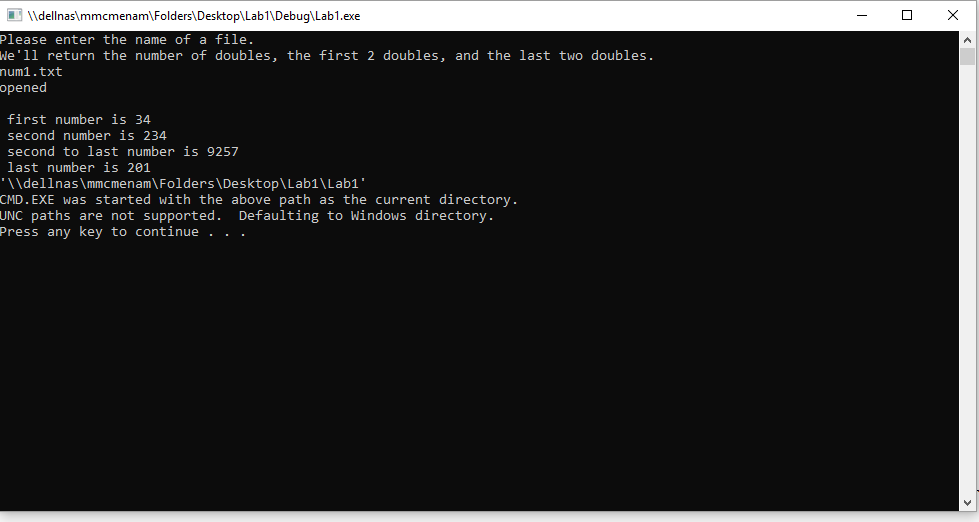 \\dellnas\mmcmenam\Folders\Desktop\Lab1\Debug\Lab1.exe
Please enter the name of a file.
We'll return the number of doubles, the first 2 doubles, and the last two doubles.
num1.txt
opened
first number is 34
second number is 234
second to last number is 9257
last number is 201
'\\dellnas\mmcmenam\Folders\Desktop\Lab1\Lab1'
CMD.EXE was started with the above path as the current directory.
UNC paths are not supported.  Defaulting to Windows directory.
Press any key to continue . . .